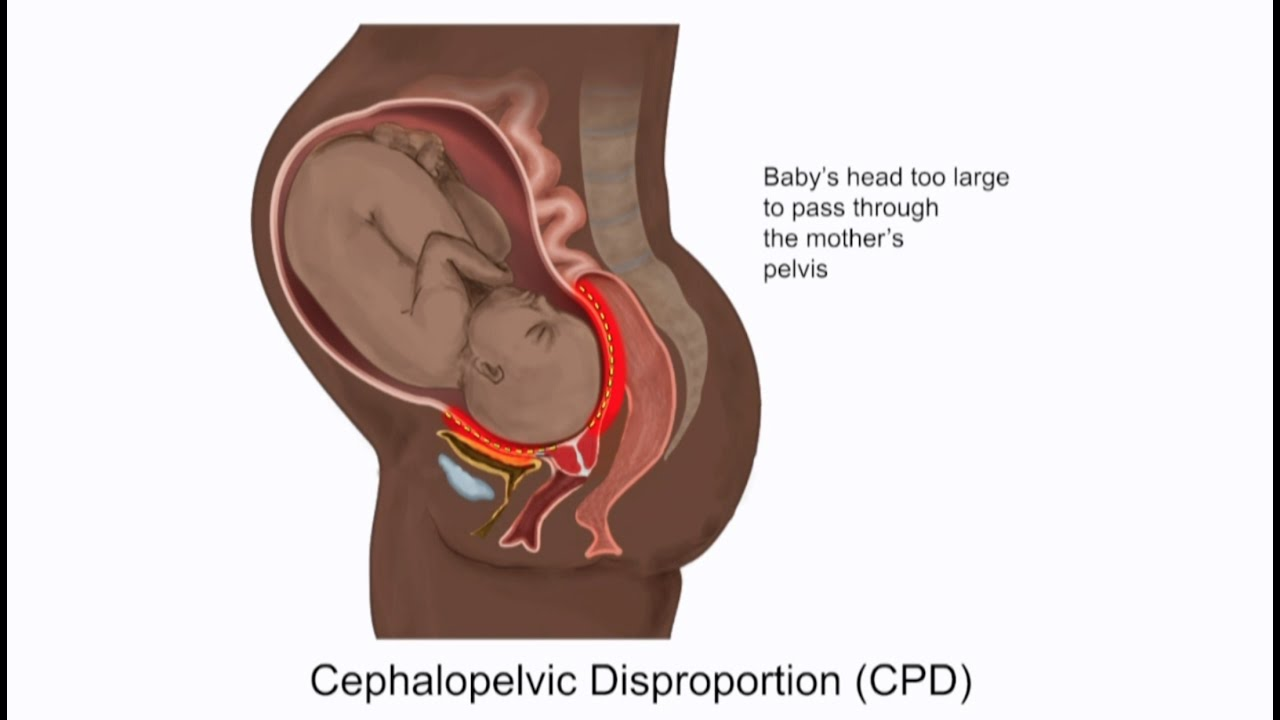 Baby's head too large
to pass through
the mother's
pelvis
Cephalopelvic Disproportion (CPD)